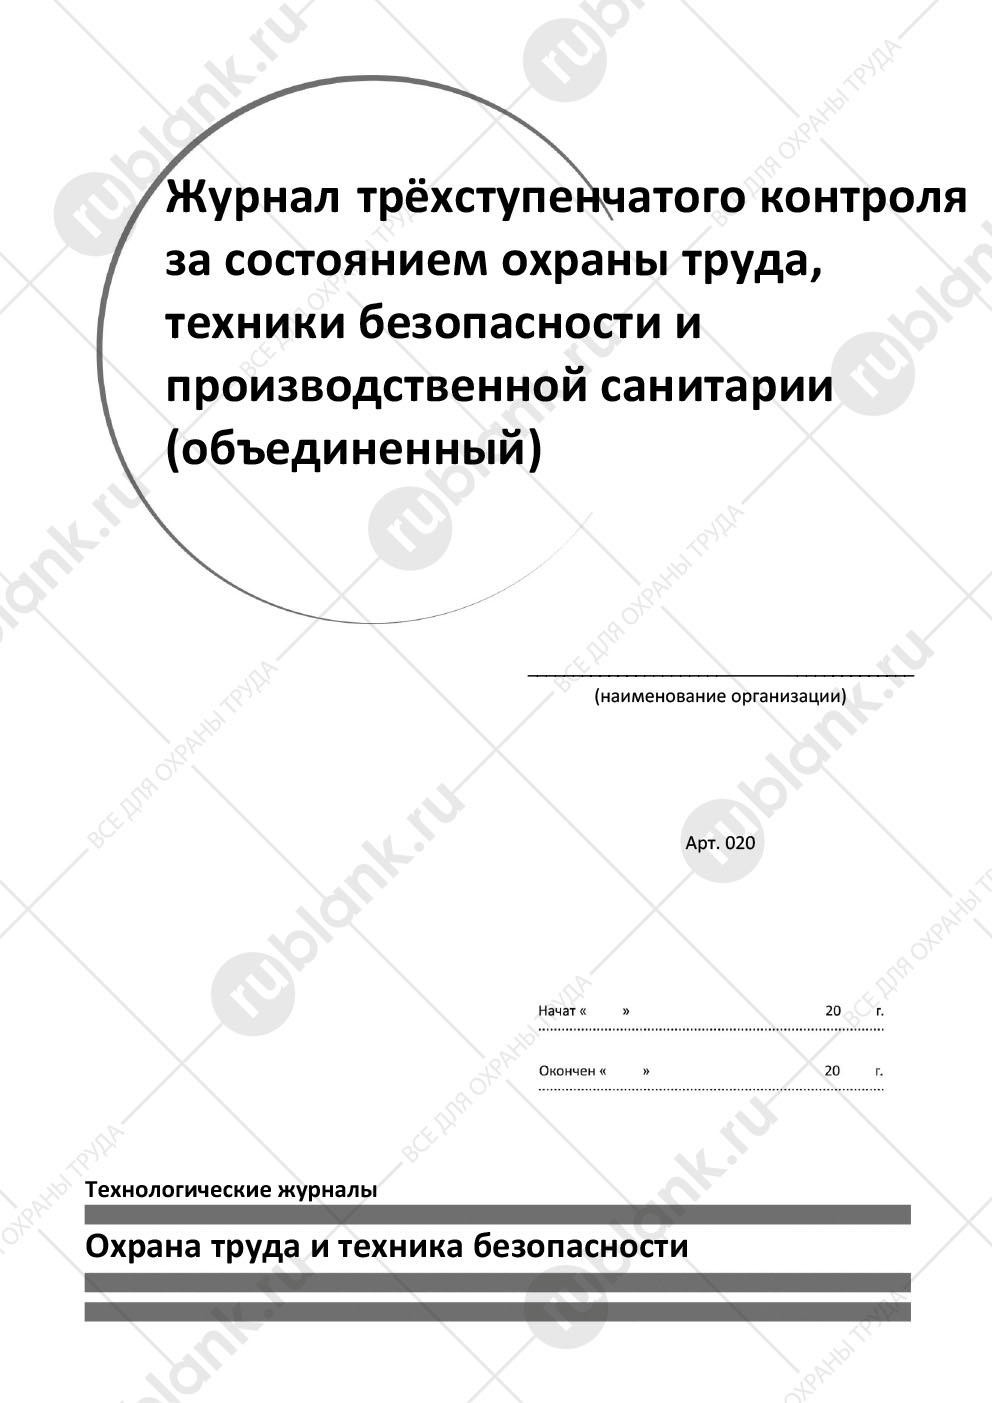 Журнал трёхступенчатого контроля
за состоянием охраны труда,
техники безопасности и
производственной санитарии
(объединенный)
(наименование организации)
Арт. 020
Начат « » 20 г.
Окончен « » 20 г.
Технологические журналы
Охрана труда и техника безопасности
rublank.ru
ВСЕ ДЛЯ ОХРАНЫ ТРУДА